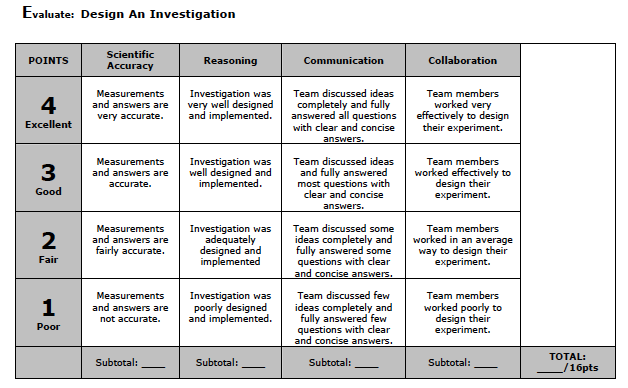 Evaluate: Design An Investigation
POINTS
Scientific
Accuracy
Reasoning
Communication
Collaboration
4
Excellent
Measurements
and answers are
very accurate.
Investigation was
very well designed
and implemented.
Team discussed ideas
completely and fully
answered all questions
with clear and concise
answers.
Team members
worked very
effectively to design
their experiment.
3
Good
Measurements
and answers are
accurate.
Investigation was
well designed and
implemented.
Team discussed ideas
and fully answered
most questions with
clear and concise
answers.
Team members
worked effectively to
design their
experiment.
2
Fair
Measurements
and answers are
fairly accurate.
Investigation was
adequately
designed and
implemented
Team discussed some
ideas completely and
fully answered some
questions with clear
and concise answers.
Team members
worked in an average
way to design their
experiment.
1
Poor
Measurements
and answers are
not accurate.
Investigation was
poorly designed
and implemented.
Team discussed few
ideas completely and
fully answered few
questions with clear
and concise answers.
Team members
worked poorly to
design their
experiment.
Subtotal: ____
Subtotal: ____
Subtotal: ____
Subtotal: ____
TOTAL:
____/16pts